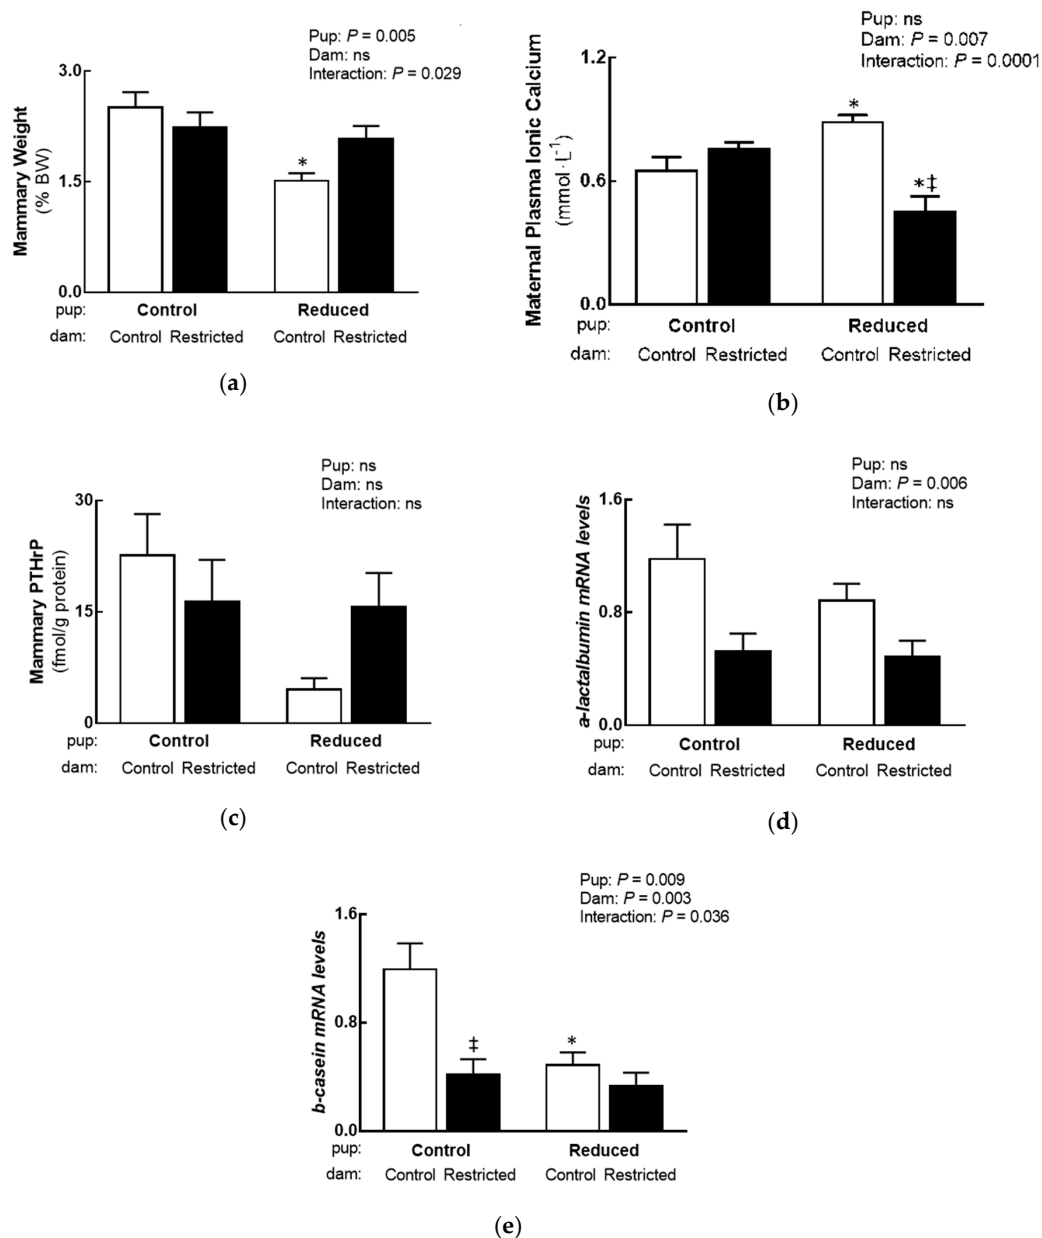 Pup: P = 0.005
Dam: ns
Interaction: P = 0.029
Mammary Weight
(% BW)
3.0
1.5
0.0
*
pup: Control Reduced
dam: Control Restricted Control Restricted
(a)
Pup: ns
Dam: P = 0.007
Interaction: P = 0.0001
Maternal Plasma Ionic Calcium
(mmol·L⁻¹)
1.2
0.6
0.0
*
*‡
pup: Control Reduced
dam: Control Restricted Control Restricted
(b)
Pup: ns
Dam: ns
Interaction: ns
Mammary PTHrP
(fmol/g protein)
30
15
0
pup: Control Reduced
dam: Control Restricted Control Restricted
(c)
Pup: ns
Dam: P = 0.006
Interaction: ns
a-lactalbumin mRNA levels
1.6
0.8
0.0
pup: Control Reduced
dam: Control Restricted Control Restricted
(d)
Pup: P = 0.009
Dam: P = 0.003
Interaction: P = 0.036
b-casein mRNA levels
1.6
0.8
0.0
‡
*
pup: Control Reduced
dam: Control Restricted Control Restricted
(e)